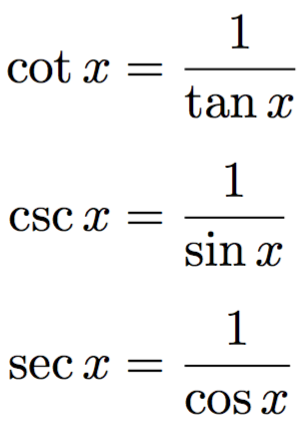 cot x = 1/tan x
csc x = 1/sin x
sec x = 1/cos x